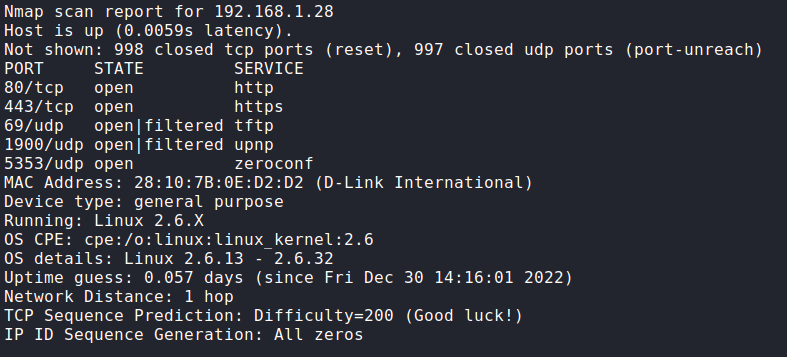 Nmap scan report for 192.168.1.28
Host is up (0.0059s latency).
Not shown: 998 closed tcp ports (reset), 997 closed udp ports (port-unreach)
PORT     STATE         SERVICE
80/tcp   open          http
443/tcp  open          https
69/udp   open|filtered tftp
1900/udp open|filtered upnp
5353/udp open          zeroconf
MAC Address: 28:10:7B:0E:D2:D2 (D-Link International)
Device type: general purpose
Running: Linux 2.6.X
OS CPE: cpe:/o:linux:linux_kernel:2.6
OS details: Linux 2.6.13 - 2.6.32
Uptime guess: 0.057 days (since Fri Dec 30 14:16:01 2022)
Network Distance: 1 hop
TCP Sequence Prediction: Difficulty=200 (Good luck!)
IP ID Sequence Generation: All zeros